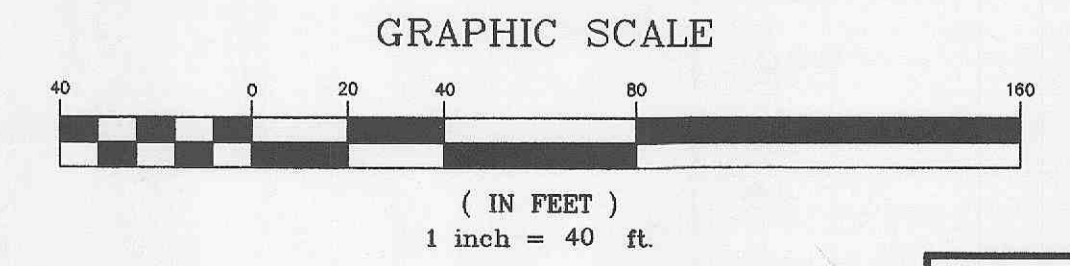 GRAPHIC SCALE
40 0 20 40 80 160
( IN FEET )
1 inch = 40 ft.